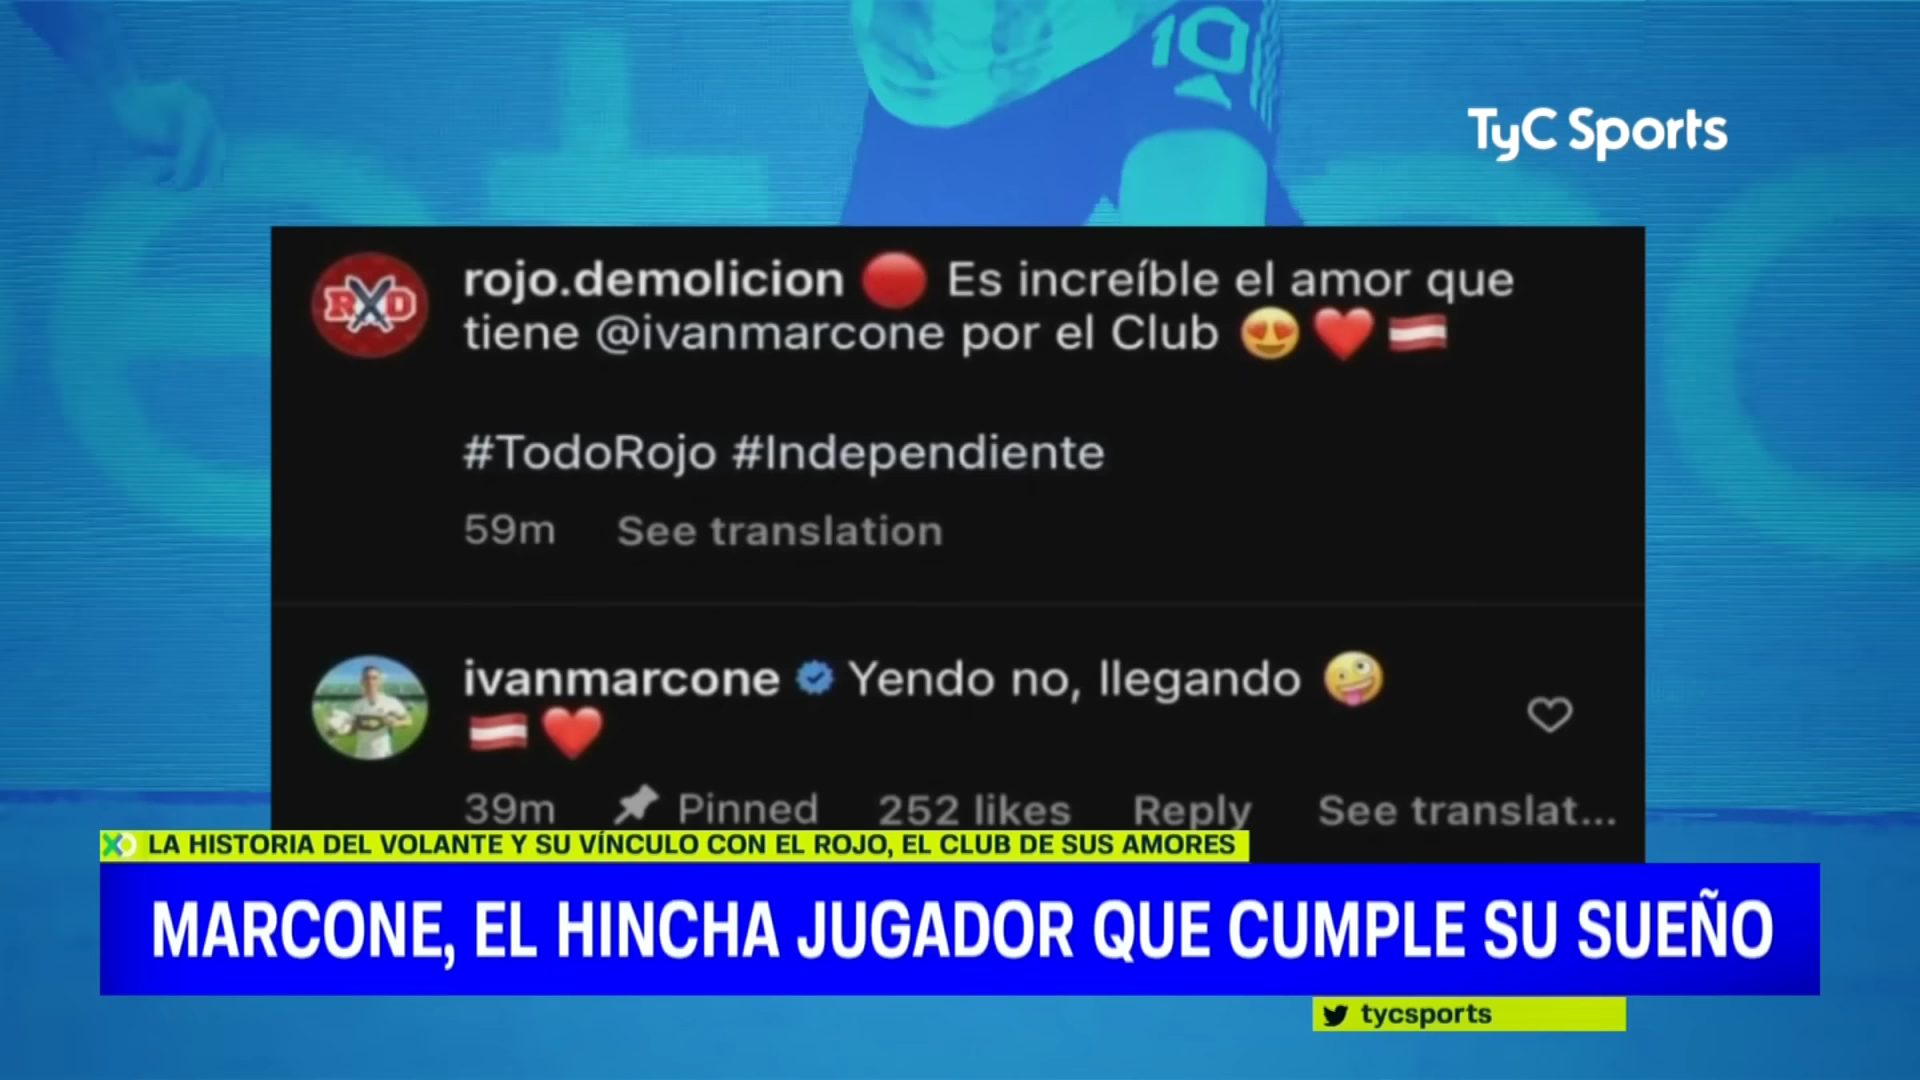 10
TyC Sports
RXD
rojo.demolicion 🔴 Es increíble el amor que
tiene @ivanmarcone por el Club 😍❤️🇱🇻
#TodoRojo #Independiente
59m See translation
ivanmarcone Yendo no, llegando 🤪
🇱🇻❤️
39m Pinned 252 likes Reply See translat...
LA HISTORIA DEL VOLANTE Y SU VÍNCULO CON EL ROJO, EL CLUB DE SUS AMORES
MARCONE, EL HINCHA JUGADOR QUE CUMPLE SU SUEÑO
tycsports